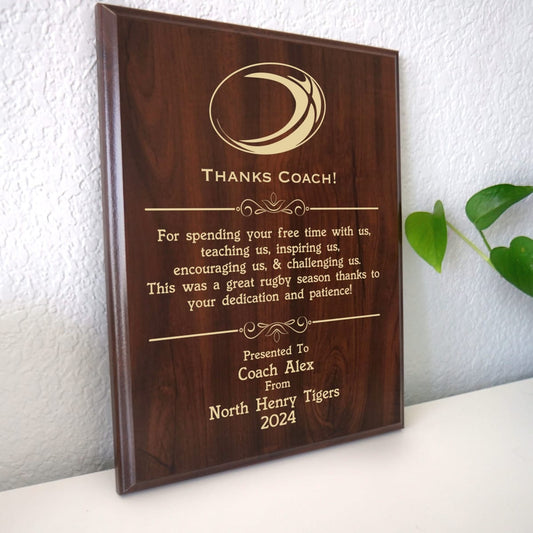 THANKS COACH!
For spending your free time with us,
teaching us, inspiring us,
encouraging us, & challenging us.
This was a great rugby season thanks to
your dedication and patience!
Presented To
Coach Alex
From
North Henry Tigers
2024